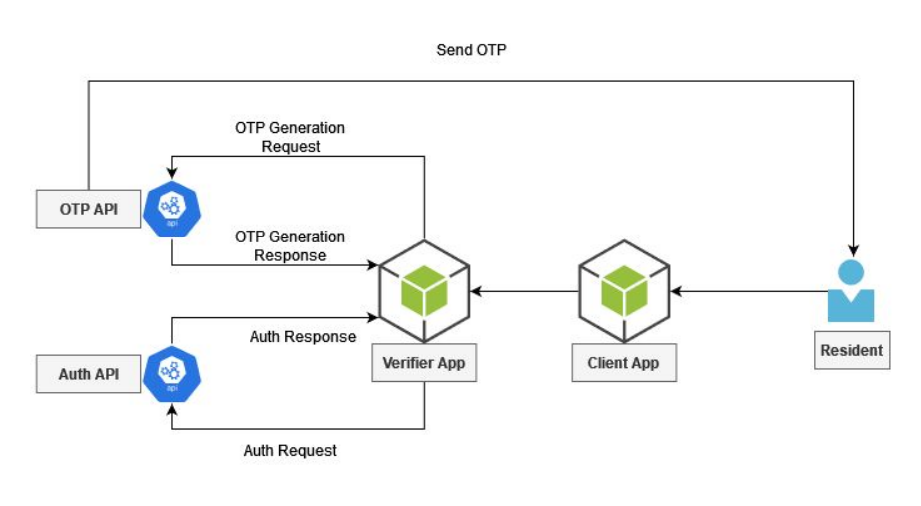 Send OTP
OTP Generation
Request
OTP API
api
OTP Generation
Response
Auth Response
Verifier App
Client App
Resident
Auth API
api
Auth Request